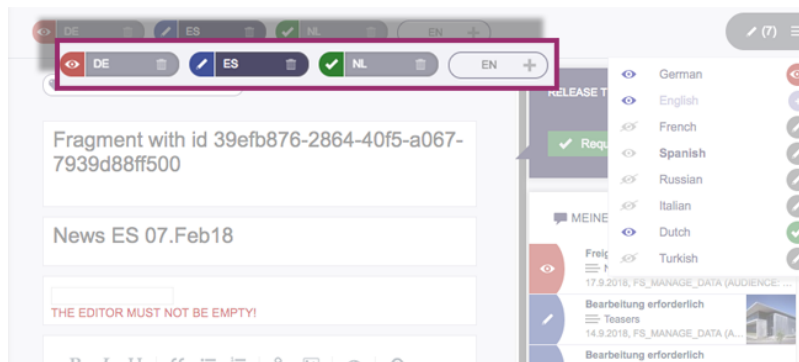 DE ES NL EN (7)
DE ES NL EN
German
RELEASE
English
French
Fragment with id 39efb876-2864-40f5-a067-
7939d88ff500
Spanish
Russian
Italian
MEINE
News ES 07.Feb18
Dutch
Turkish
17.9.2018, FS_MANAGE_DATA (AUDIENCE: ...
THE EDITOR MUST NOT BE EMPTY!
Bearbeitung erforderlich
Teasers
14.9.2018, FS_MANAGE_DATA (A...
Bearbeitung erforderlich